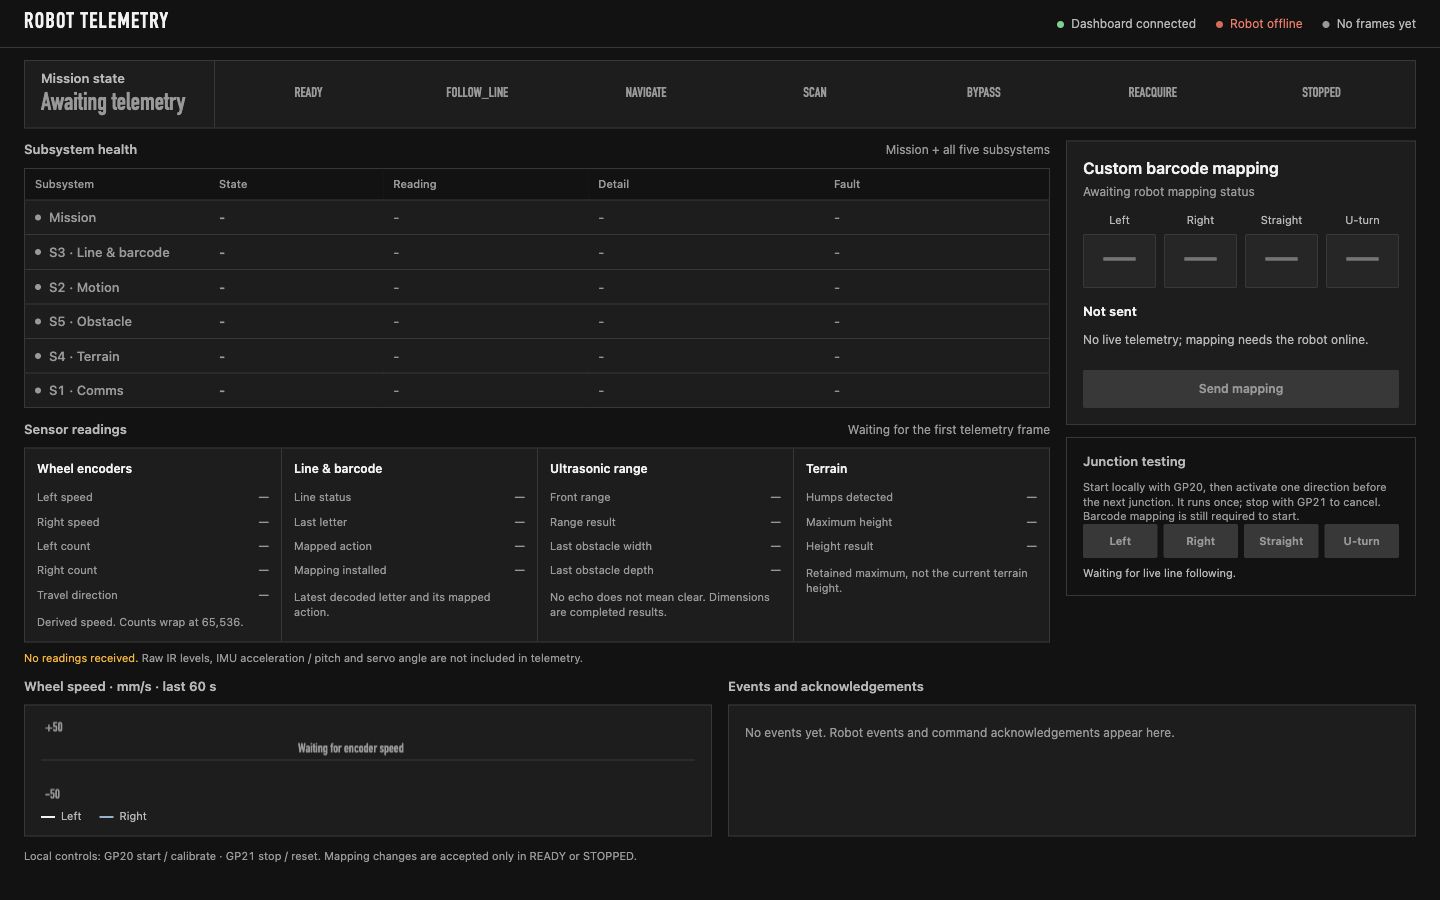 ROBOT TELEMETRY
Dashboard connected
Robot offline
No frames yet
Mission state
Awaiting telemetry
READY
FOLLOW_LINE
NAVIGATE
SCAN
BYPASS
REACQUIRE
STOPPED
Subsystem health
Mission + all five subsystems
Subsystem State Reading Detail Fault
Mission - - - -
S3 · Line & barcode - - - -
S2 · Motion - - - -
S5 · Obstacle - - - -
S4 · Terrain - - - -
S1 · Comms - - - -
Custom barcode mapping
Awaiting robot mapping status
Left Right Straight U-turn
— — — —
Not sent
No live telemetry; mapping needs the robot online.
Send mapping
Junction testing
Start locally with GP20, then activate one direction before
the next junction. It runs once; stop with GP21 to cancel.
Barcode mapping is still required to start.
Left Right Straight U-turn
Waiting for live line following.
Sensor readings
Waiting for the first telemetry frame
Wheel encoders
Left speed —
Right speed —
Left count —
Right count —
Travel direction —
Derived speed. Counts wrap at 65,536.
Line & barcode
Line status —
Last letter —
Mapped action —
Mapping installed —
Latest decoded letter and its mapped
action.
Ultrasonic range
Front range —
Range result —
Last obstacle width —
Last obstacle depth —
No echo does not mean clear. Dimensions
are completed results.
Terrain
Humps detected —
Maximum height —
Height result —
Retained maximum, not the current terrain
height.
No readings received. Raw IR levels, IMU acceleration / pitch and servo angle are not included in telemetry.
Wheel speed · mm/s · last 60 s
+50
Waiting for encoder speed
-50
Left Right
Events and acknowledgements
No events yet. Robot events and command acknowledgements appear here.
Local controls: GP20 start / calibrate · GP21 stop / reset. Mapping changes are accepted only in READY or STOPPED.